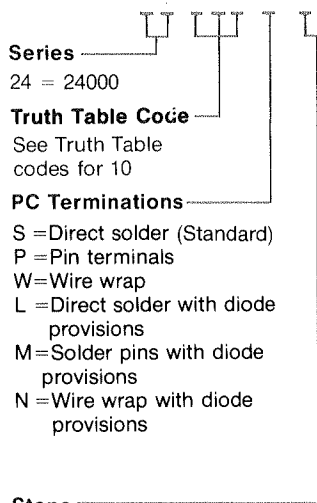 Series
24 = 24000
Truth Table Code
See Truth Table
codes for 10
PC Terminations
S =Direct solder (Standard)
P =Pin terminals
W=Wire wrap
L =Direct solder with diode
provisions
M=Solder pins with diode
provisions
N =Wire wrap with diode
provisions